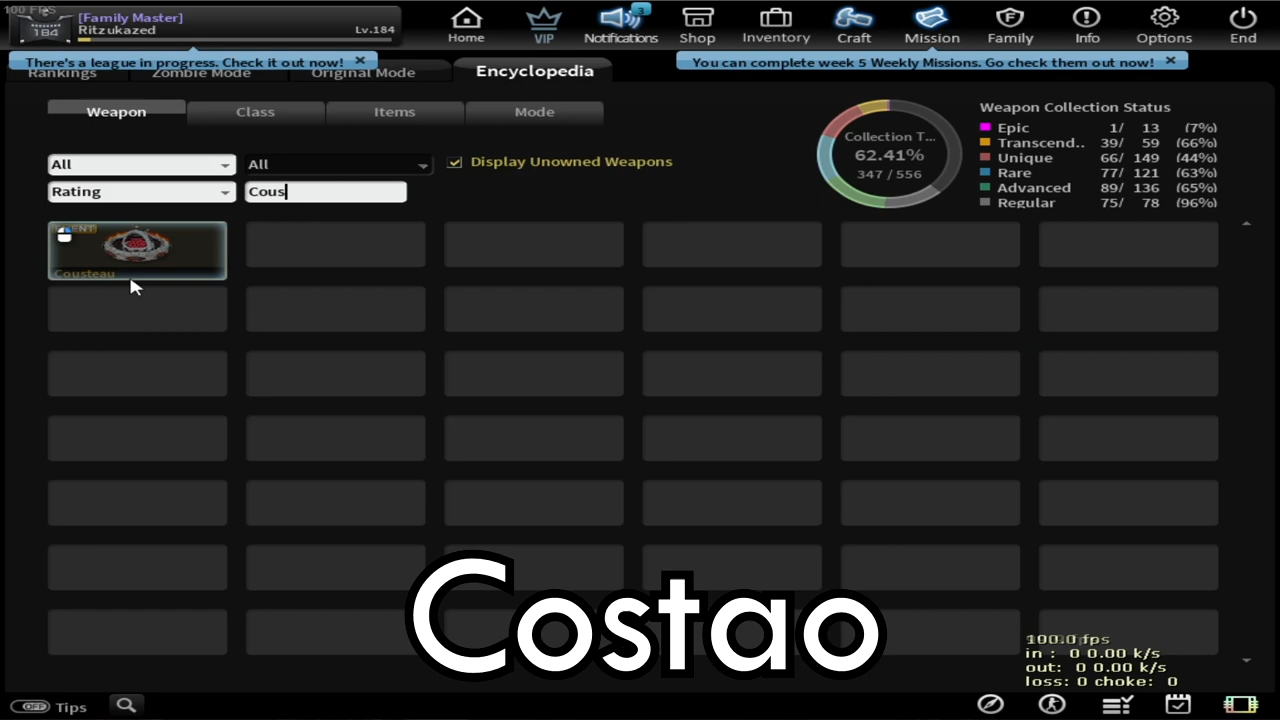 100 FPS
184
[Family Master]
Ritzukazed
Lv.184
Home
VIP
3
Notifications
Shop
Inventory
Craft
Mission
Family
Info
Options
End
There's a league in progress. Check it out now!
You can complete week 5 Weekly Missions. Go check them out now!
Rankings
Zombie Mode
Original Mode
Encyclopedia
Weapon
Class
Items
Mode
All
All
Display Unowned Weapons
Rating
Cous
Collection T...
62.41%
347 / 556
Weapon Collection Status
Epic 1/ 13 (7%)
Transcend.. 39/ 59 (66%)
Unique 66/ 149 (44%)
Rare 77/ 121 (63%)
Advanced 89/ 136 (65%)
Regular 75/ 78 (96%)
Cousteau
Costao
100.0 fps
in : 0 0.00 k/s
out: 0 0.00 k/s
loss: 0 choke: 0
OFF Tips